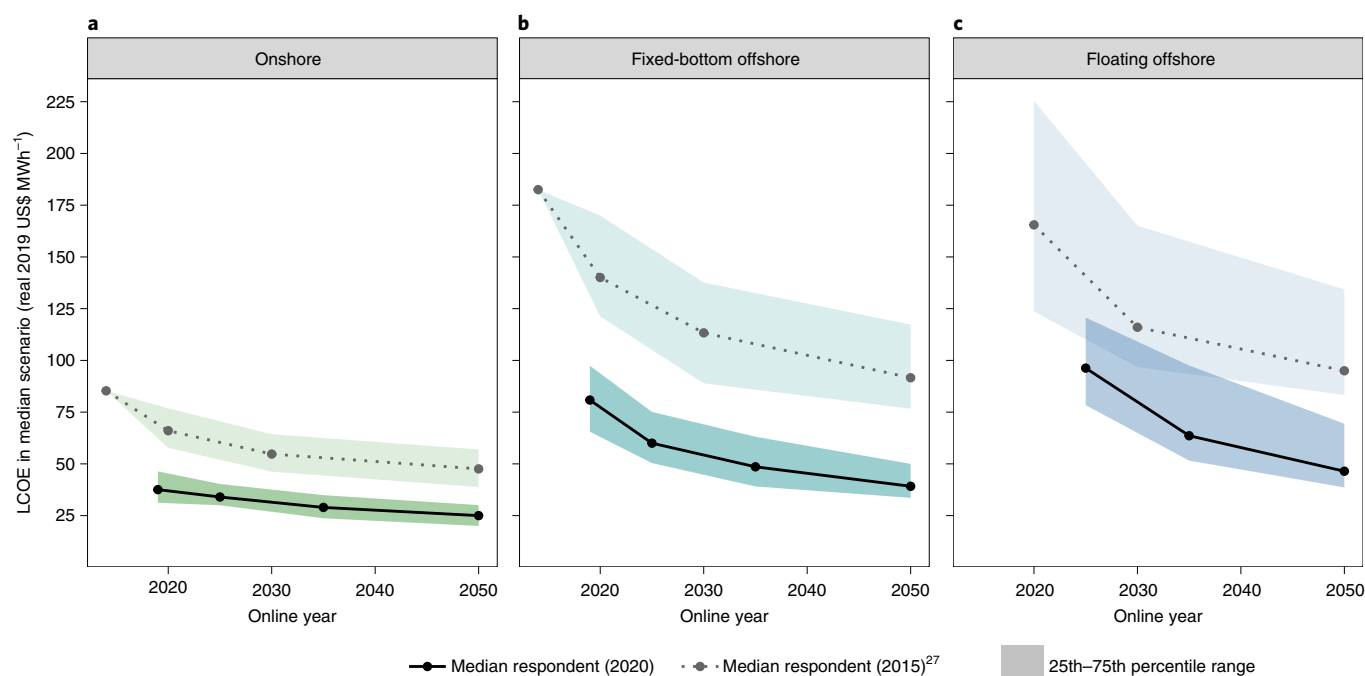 a
b
c
Onshore
Fixed-bottom offshore
Floating offshore
LCOE in median scenario (real 2019 US$ MWh⁻¹)
225
200
175
150
125
100
75
50
25
2020 2030 2040 2050
2020 2030 2040 2050
2020 2030 2040 2050
Online year
Online year
Online year
Median respondent (2020)
Median respondent (2015)²⁷
25th–75th percentile range